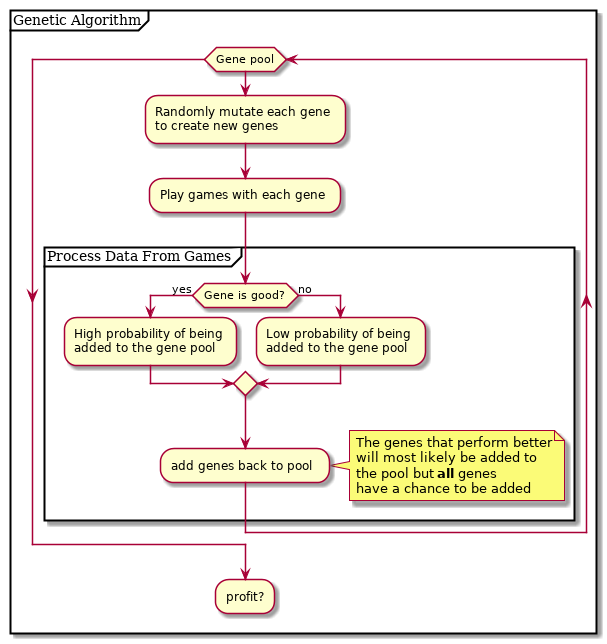 Genetic Algorithm
Gene pool
Randomly mutate each gene
to create new genes
Play games with each gene
Process Data From Games
yes
Gene is good?
no
High probability of being
added to the gene pool
Low probability of being
added to the gene pool
add genes back to pool
The genes that perform better
will most likely be added to
the pool but all genes
have a chance to be added
profit?